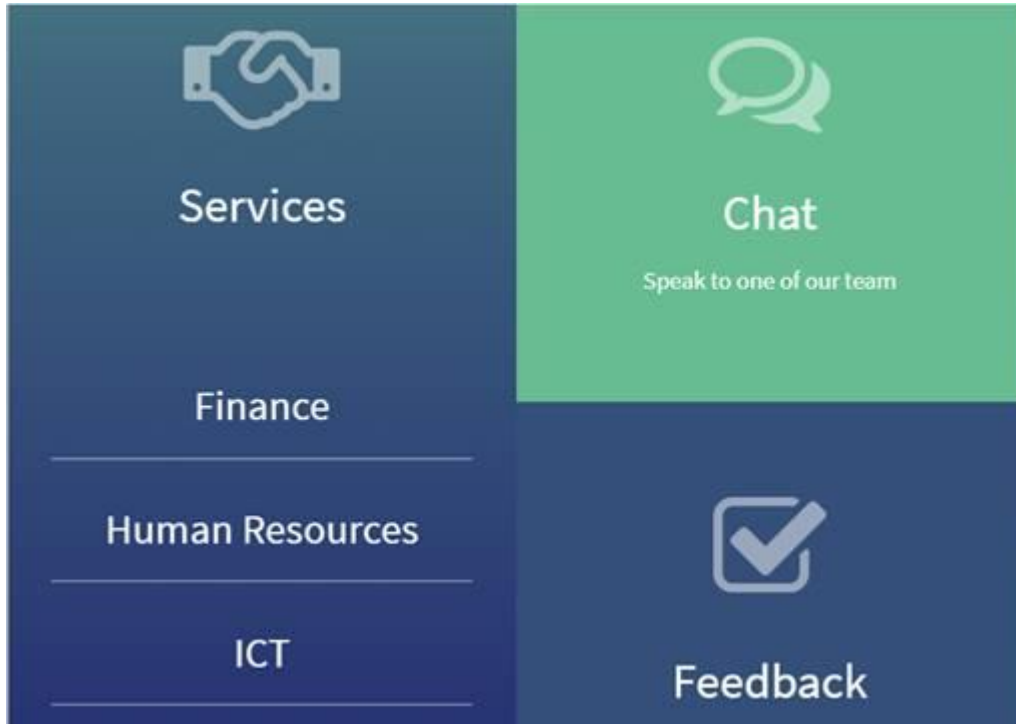 Services
Finance
Human Resources
ICT
Chat
Speak to one of our team
Feedback